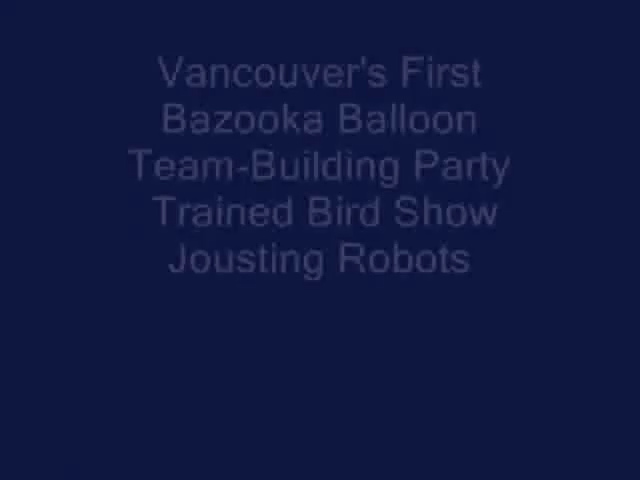 Vancouver's First
Bazooka Balloon
Team-Building Party
Trained Bird Show
Jousting Robots